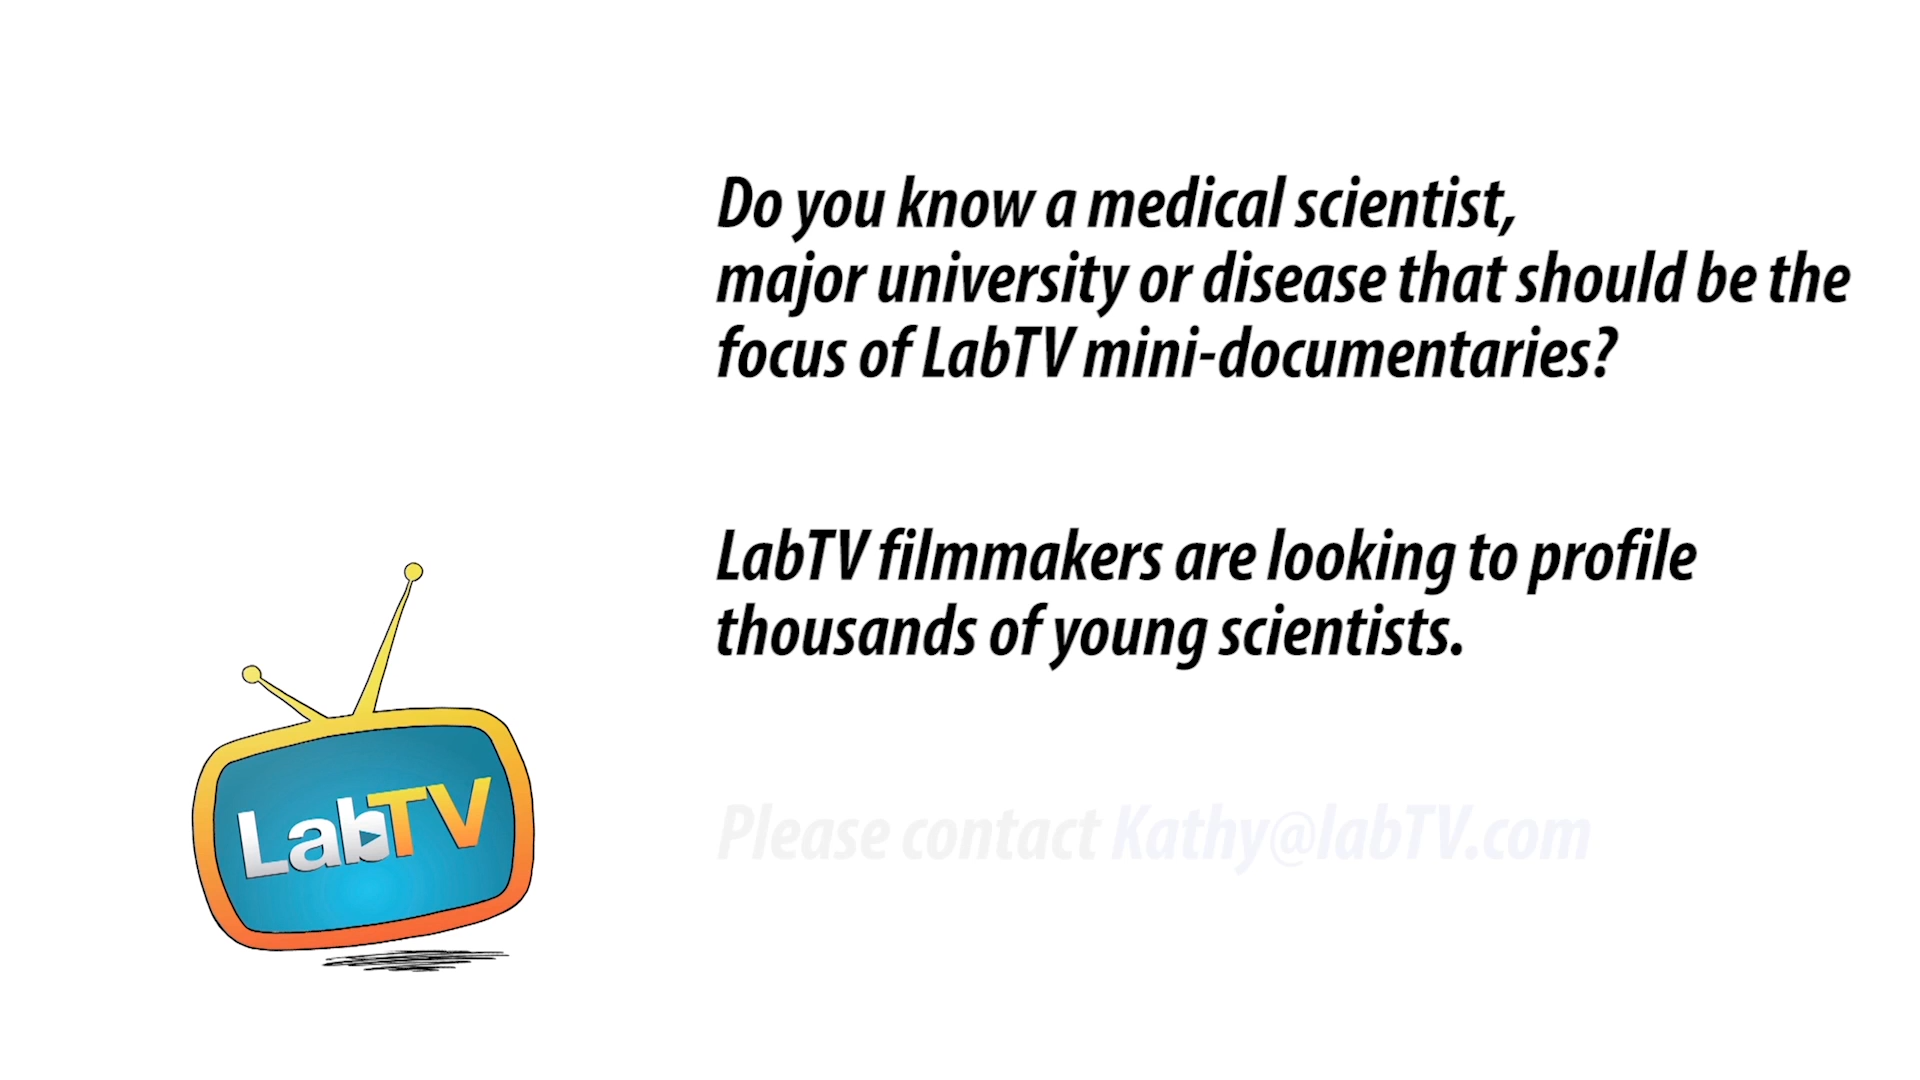 Do you know a medical scientist,
major university or disease that should be the
focus of LabTV mini-documentaries?
LabTV filmmakers are looking to profile
thousands of young scientists.
LabTV
Please contact Kathy@labTV.com